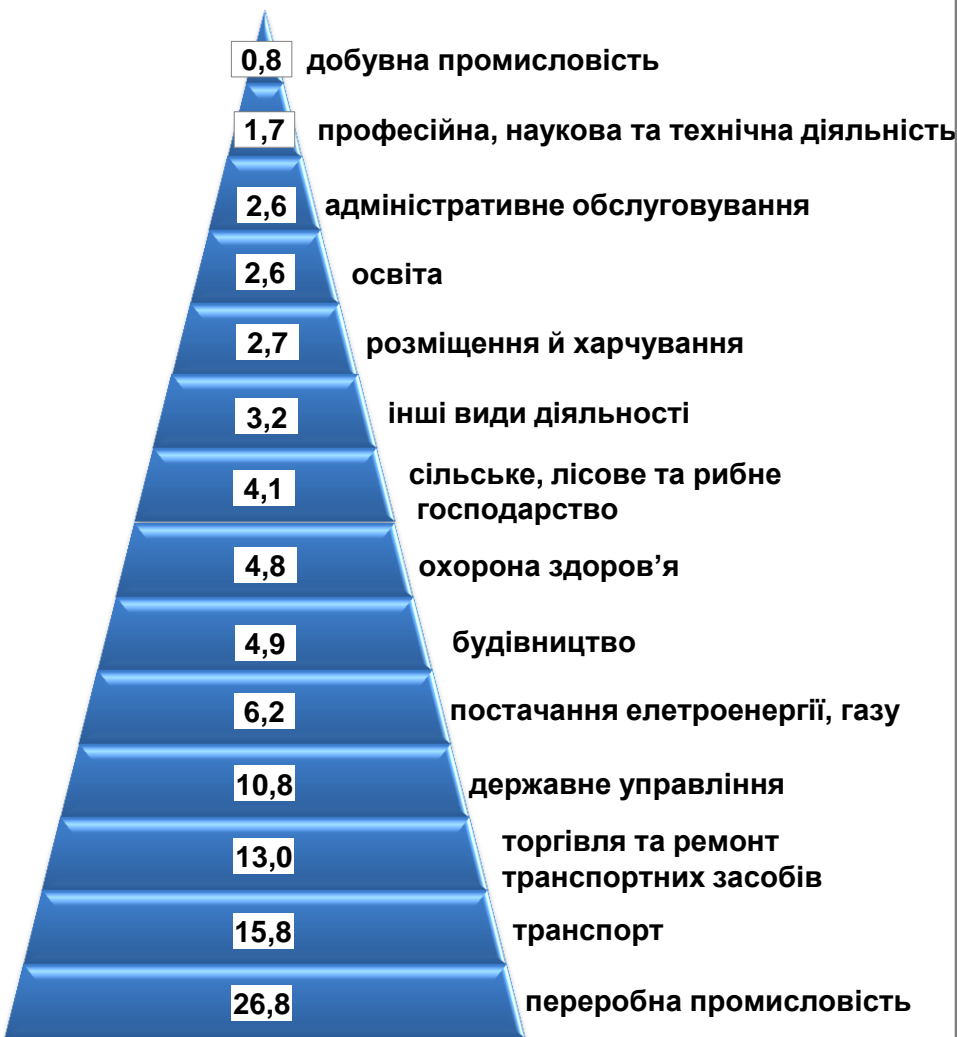 0,8 добувна промисловість
1,7 професійна, наукова та технічна діяльність
2,6 адміністративне обслуговування
2,6 освіта
2,7 розміщення й харчування
3,2 інші види діяльності
4,1 сільське, лісове та рибне
господарство
4,8 охорона здоров’я
4,9 будівництво
6,2 постачання елетроенергії, газу
10,8 державне управління
13,0 торгівля та ремонт
транспортних засобів
15,8 транспорт
26,8 переробна промисловість